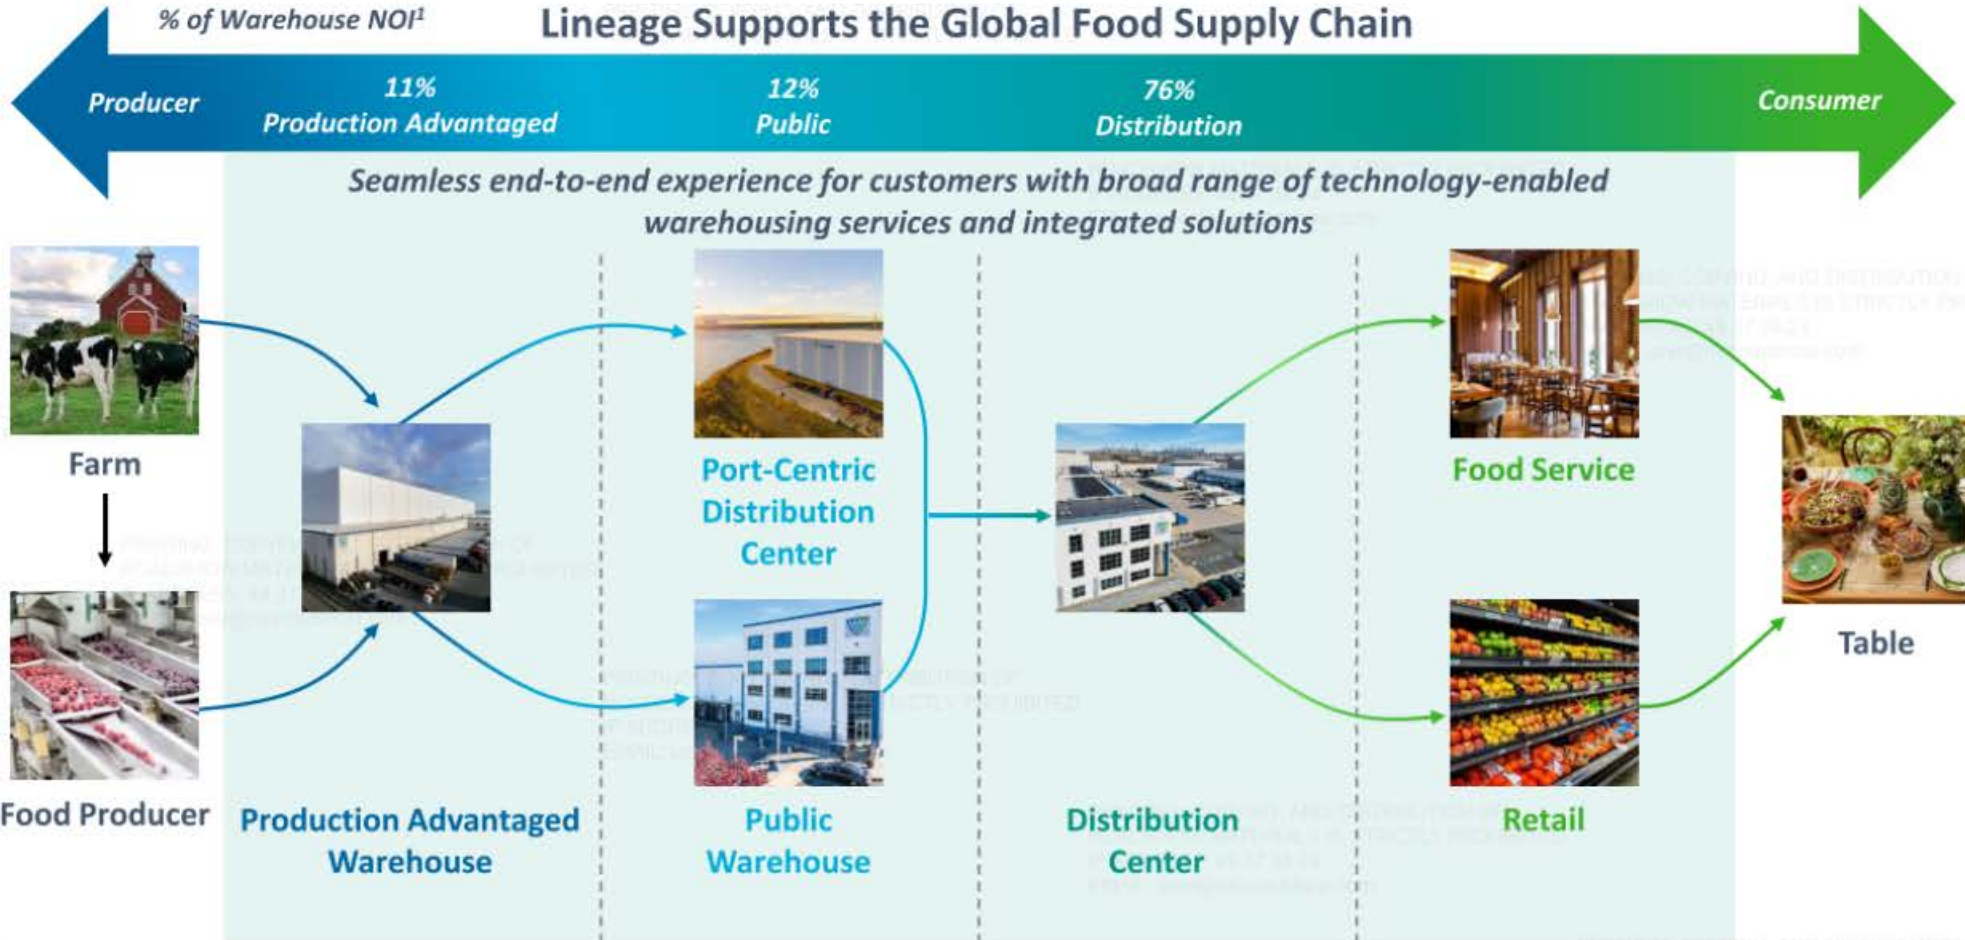 % of Warehouse NOI¹
Lineage Supports the Global Food Supply Chain
Producer
11%
Production Advantaged
12%
Public
76%
Distribution
Consumer
Seamless end-to-end experience for customers with broad range of technology-enabled
warehousing services and integrated solutions
Farm
Food Producer
Production Advantaged
Warehouse
Port-Centric
Distribution
Center
Public
Warehouse
Distribution
Center
Food Service
Retail
Table